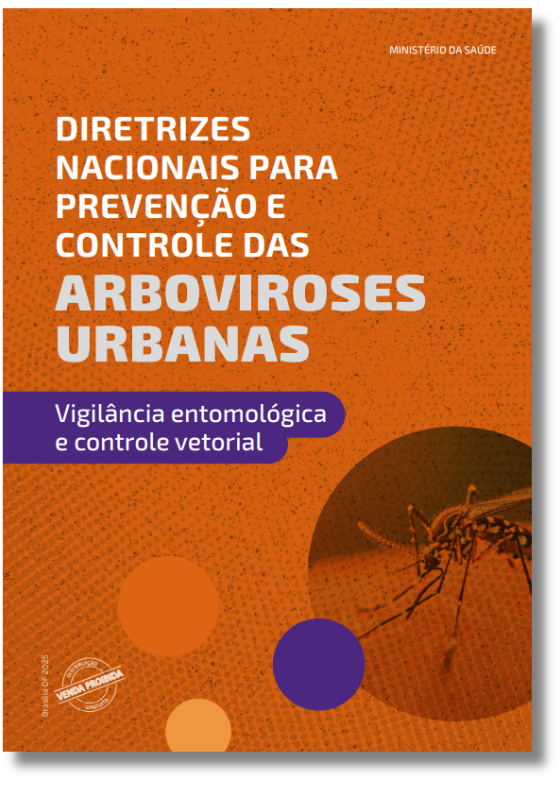 MINISTÉRIO DA SAÚDE
DIRETRIZES
NACIONAIS PARA
PREVENÇÃO E
CONTROLE DAS
ARBOVIROSES
URBANAS
Vigilância entomológica
e controle vetorial
Brasília DF 2025
DISTRIBUIÇÃO
VENDA PROIBIDA
GRATUITA